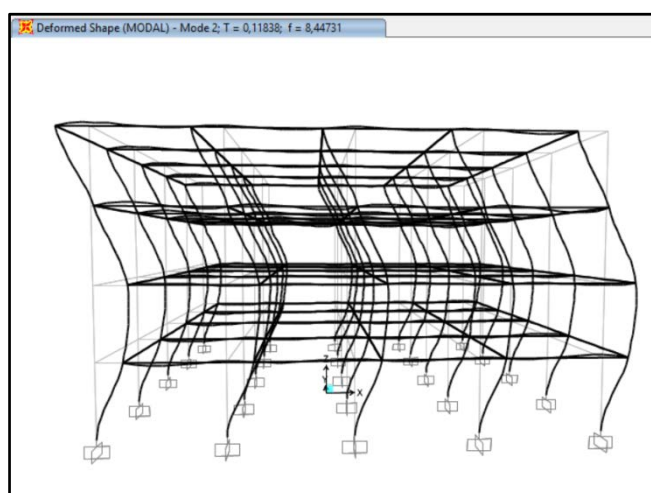 Deformed Shape (MODAL) - Mode 2; T = 0,11838; f = 8,44731
Z
Y
X